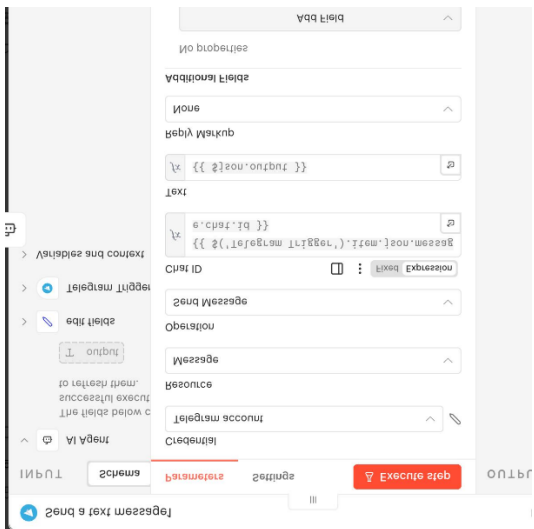 Send a text message1
INPUT
Schema
Parameters
Settings
Execute step
OUTPU
AI Agent
The fields below c
successful execut
to refresh them.
T output
edit fields
Telegram Trigger
Variables and context
Credential
Telegram account
Resource
Message
Operation
Send Message
Chat ID
Fixed
Expression
fx
{{ $('Telegram Trigger').item.json.messag
e.chat.id }}
Text
fx
{{ $json.output }}
Reply Markup
None
Additional Fields
No properties
Add Field